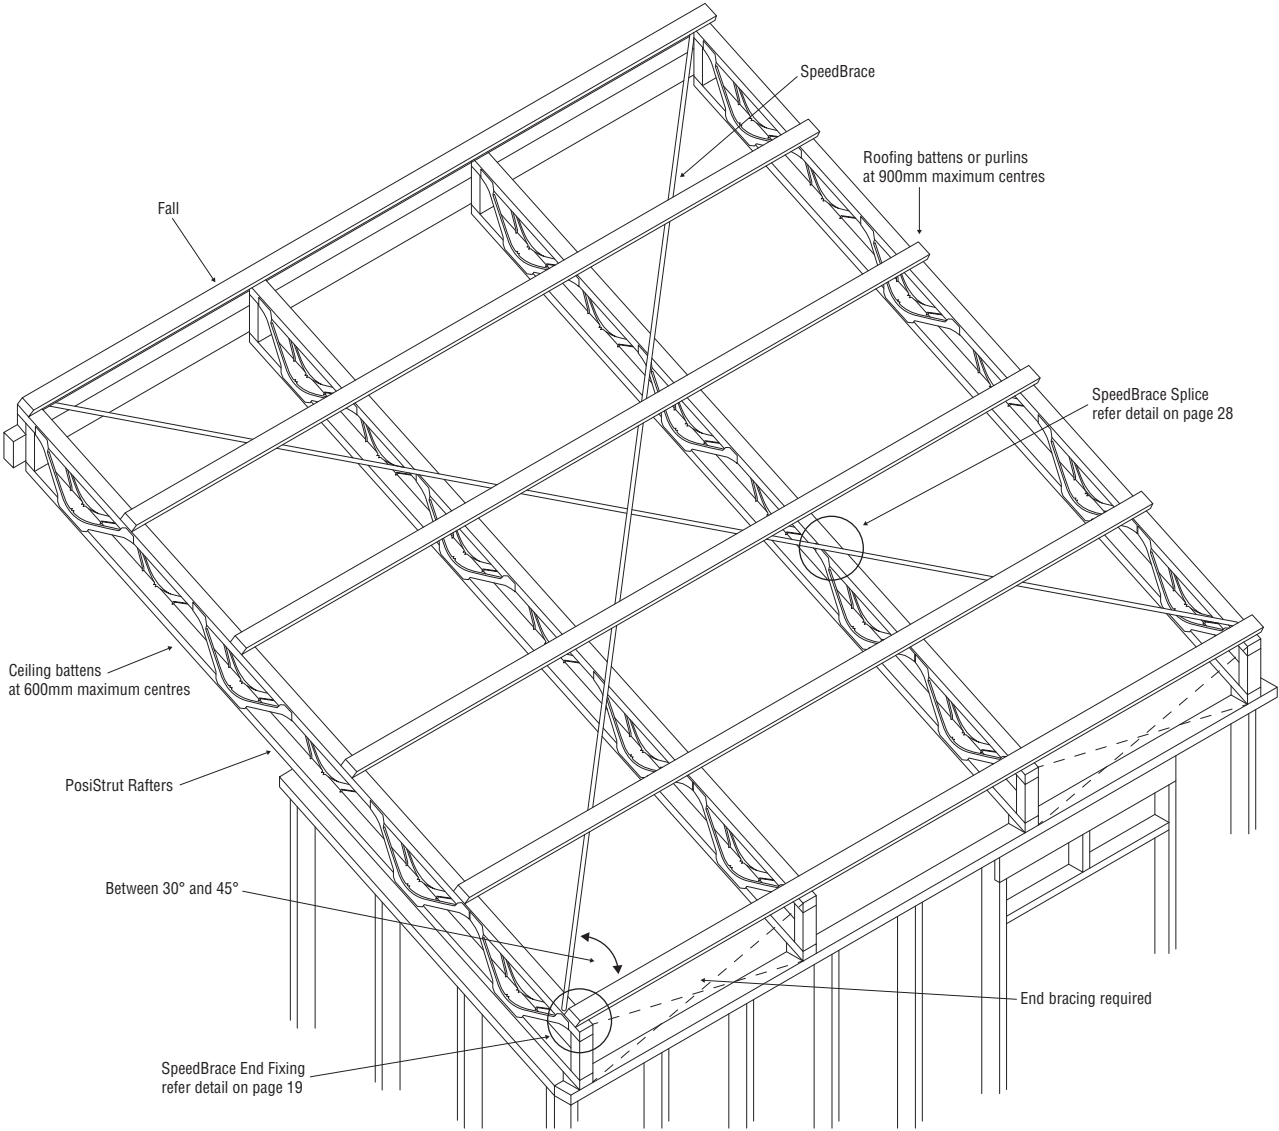 SpeedBrace
Roofing battens or purlins
at 900mm maximum centres
Fall
SpeedBrace Splice
refer detail on page 28
Ceiling battens
at 600mm maximum centres
PosiStrut Rafters
Between 30° and 45°
End bracing required
SpeedBrace End Fixing
refer detail on page 19